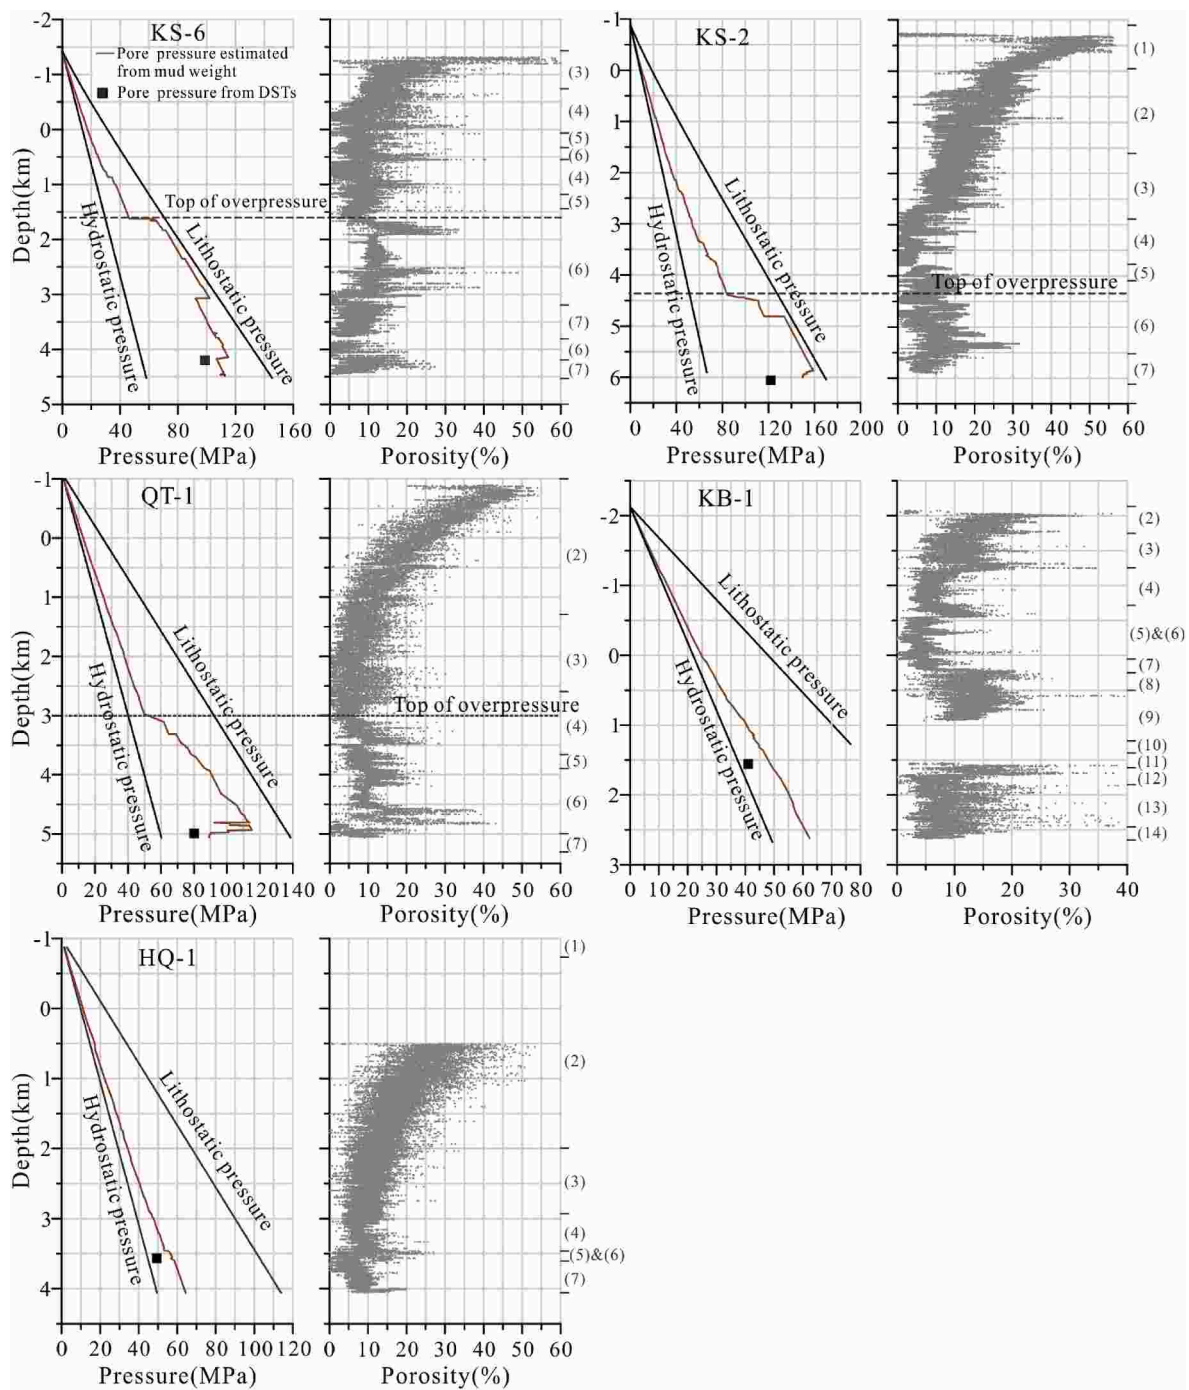 KS-6
Pore pressure estimated
from mud weight
Pore pressure from DSTs
-2
-1
0
1
2
3
4
5
Depth(km)
Hydrostatic pressure
Lithostatic pressure
Top of overpressure
0 40 80 120 160
Pressure(MPa)
(3)
(4)
(5)
(6)
(4)
(5)
(6)
(7)
(6)
(7)
0 10 20 30 40 50 60
Porosity(%)
KS-2
-1
0
1
2
3
4
5
6
Hydrostatic pressure
Lithostatic pressure
Top of overpressure
0 40 80 120 160 200
Pressure(MPa)
(1)
(2)
(3)
(4)
(5)
(6)
(7)
0 10 20 30 40 50 60
Porosity(%)
QT-1
-1
0
1
2
3
4
5
Depth(km)
Hydrostatic pressure
Lithostatic pressure
Top of overpressure
0 20 40 60 80 100 140
Pressure(MPa)
(2)
(3)
(4)
(5)
(6)
(7)
0 10 20 30 40 50 60
Porosity(%)
KB-1
-2
-1
0
1
2
3
Hydrostatic pressure
Lithostatic pressure
0 10 20 30 40 50 60 70 80
Pressure(MPa)
(2)
(3)
(4)
(5)&(6)
(7)
(8)
(9)
(10)
(11)
(12)
(13)
(14)
0 10 20 30 40
Porosity(%)
HQ-1
-1
0
1
2
3
4
Depth(km)
Hydrostatic pressure
Lithostatic pressure
0 20 40 60 80 100 120
Pressure(MPa)
(1)
(2)
(3)
(4)
(5)&(6)
(7)
0 10 20 30 40 50 60
Porosity(%)